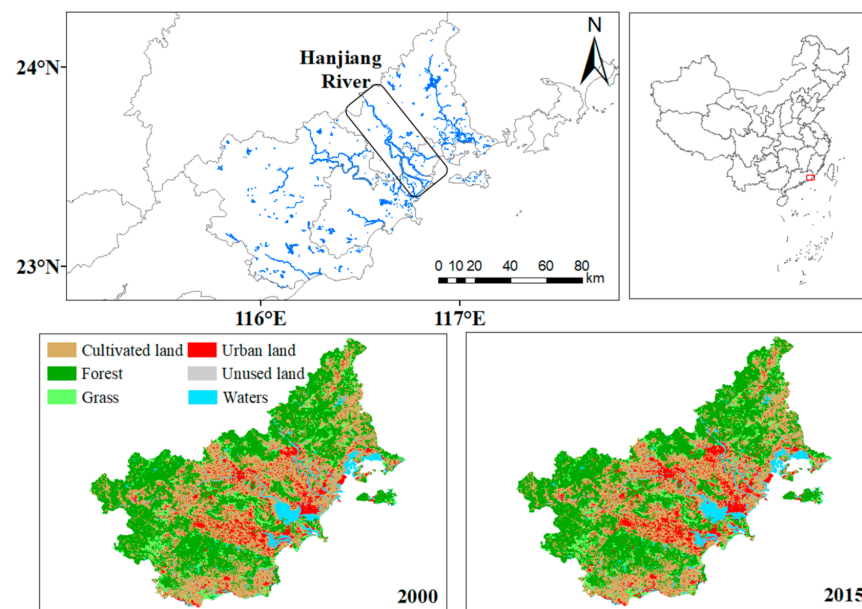 Hanjiang
River
N
24°N
23°N
0 10 20 40 60 80
km
116°E
117°E
Cultivated land
Urban land
Forest
Unused land
Grass
Waters
2000
2015